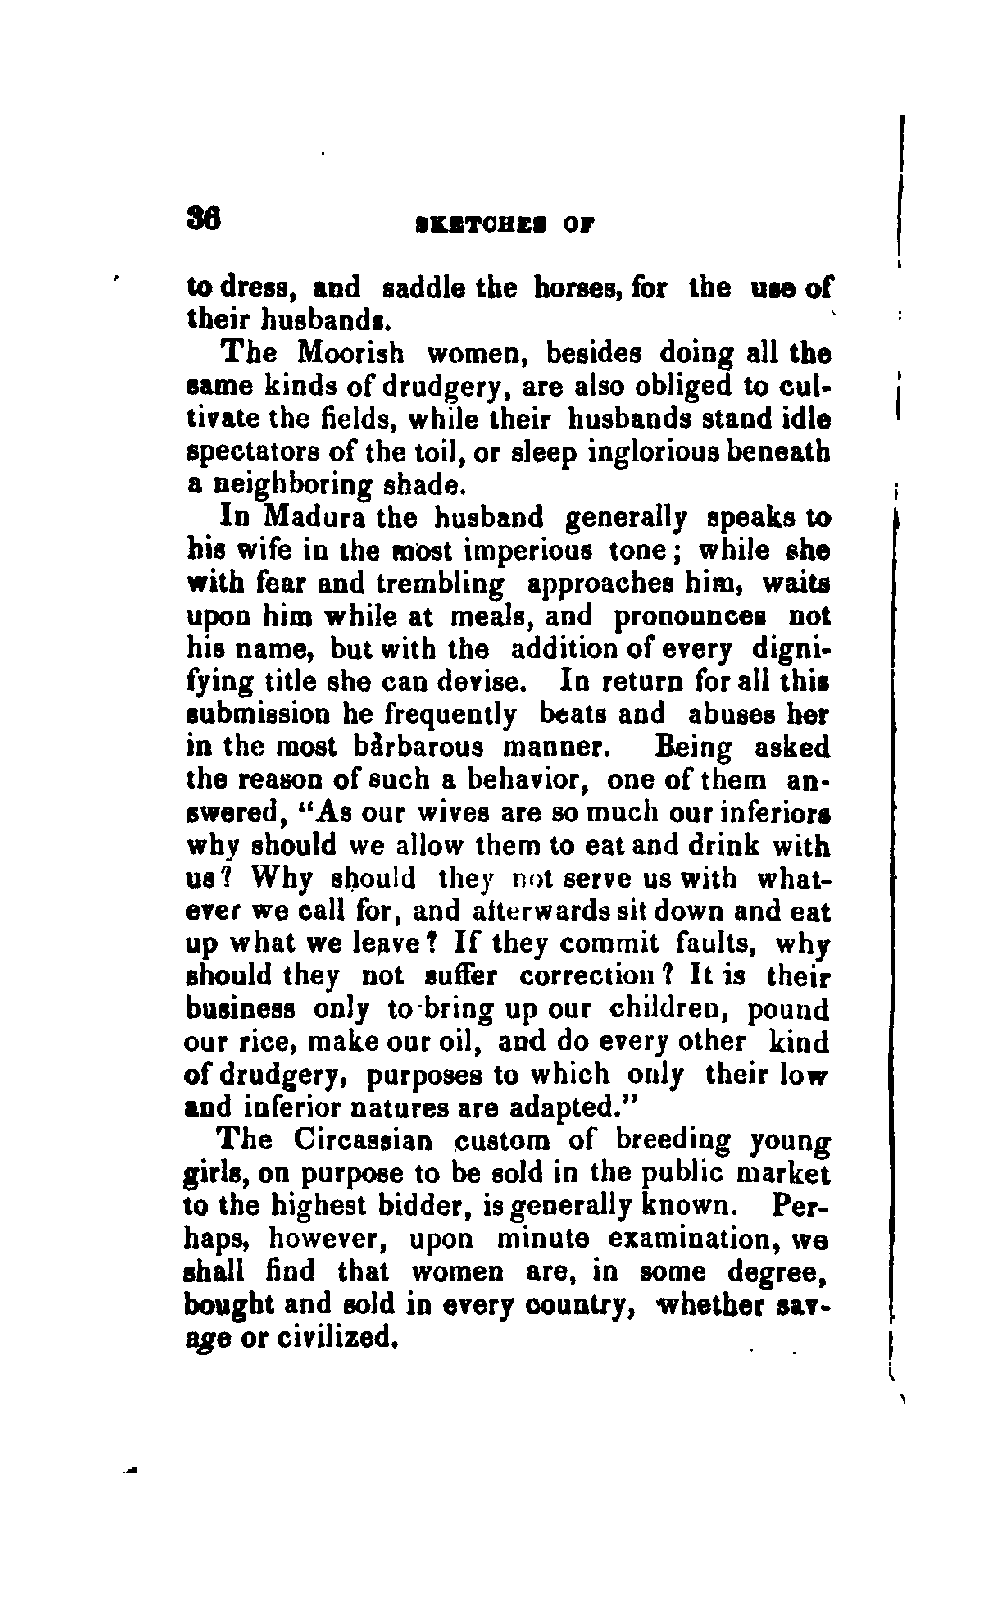 36 SKETCHES OF
to dress, and saddle the horses, for the use of
their husbands.
The Moorish women, besides doing all the
same kinds of drudgery, are also obliged to cul-
tivate the fields, while their husbands stand idle
spectators of the toil, or sleep inglorious beneath
a neighboring shade.
In Madura the husband generally speaks to
his wife in the most imperious tone; while she
with fear and trembling approaches him, waits
upon him while at meals, and pronounces not
his name, but with the addition of every digni-
fying title she can devise. In return for all this
submission he frequently beats and abuses her
in the most barbarous manner. Being asked
the reason of such a behavior, one of them an-
swered, "As our wives are so much our inferiors
why should we allow them to eat and drink with
us? Why should they not serve us with what-
ever we call for, and afterwards sit down and eat
up what we leave? If they commit faults, why
should they not suffer correction? It is their
business only to bring up our children, pound
our rice, make our oil, and do every other kind
of drudgery, purposes to which only their low
and inferior natures are adapted."
The Circassian custom of breeding young
girls, on purpose to be sold in the public market
to the highest bidder, is generally known. Per-
haps, however, upon minute examination, we
shall find that women are, in some degree,
bought and sold in every country, whether sav-
age or civilized.